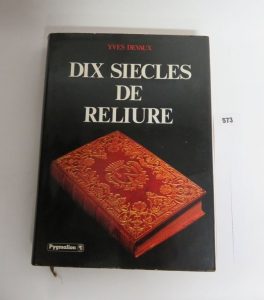 YVES DEVAUX
DIX SIECLES
DE
RELIURE
573
Pygmalion